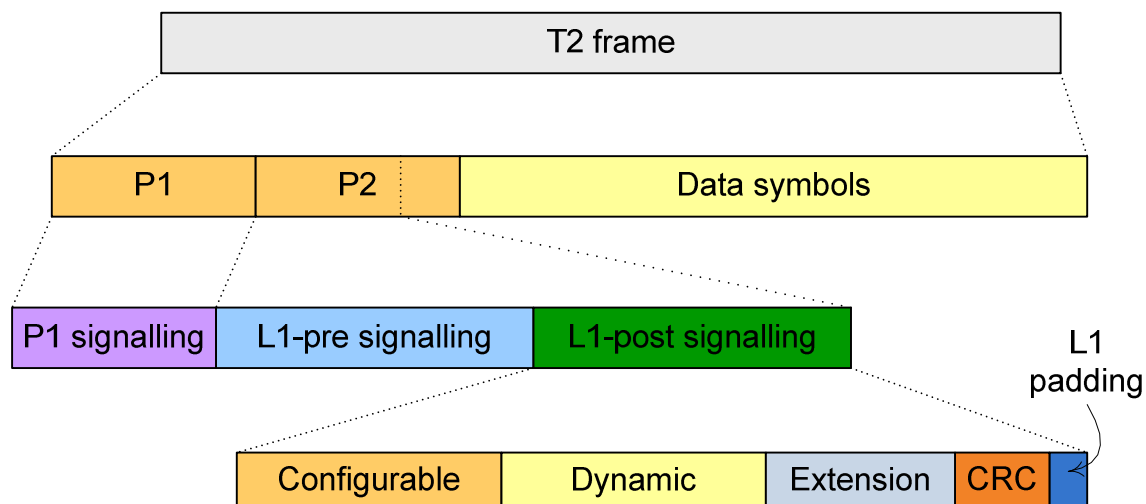 T2 frame
P1
P2
Data symbols
P1 signalling
L1-pre signalling
L1-post signalling
L1
padding
Configurable
Dynamic
Extension
CRC